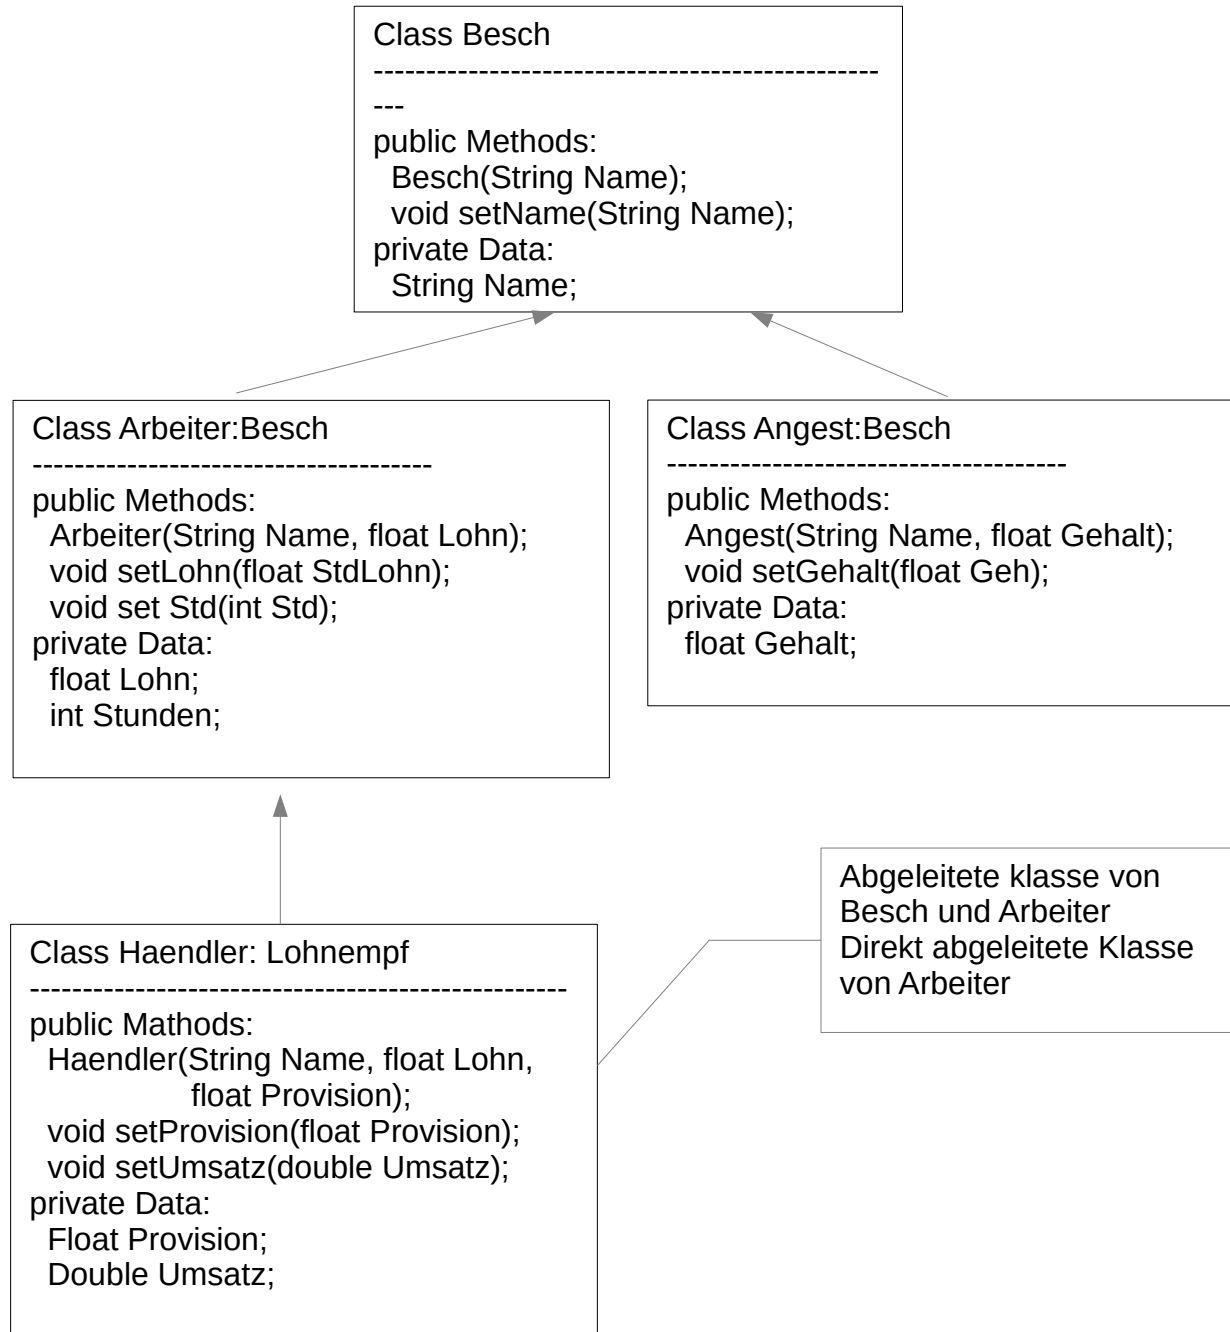 Class Besch
------------------------------------------------
---
public Methods:
Besch(String Name);
void setName(String Name);
private Data:
String Name;
Class Arbeiter:Besch
--------------------------------------
public Methods:
Arbeiter(String Name, float Lohn);
void setLohn(float StdLohn);
void set Std(int Std);
private Data:
float Lohn;
int Stunden;
Class Angest:Besch
--------------------------------------
public Methods:
Angest(String Name, float Gehalt);
void setGehalt(float Geh);
private Data:
float Gehalt;
Abgeleitete klasse von
Besch und Arbeiter
Direkt abgeleitete Klasse
von Arbeiter
Class Haendler: Lohnempf
---------------------------------------------------
public Mathods:
Haendler(String Name, float Lohn,
float Provision);
void setProvision(float Provision);
void setUmsatz(double Umsatz);
private Data:
Float Provision;
Double Umsatz;